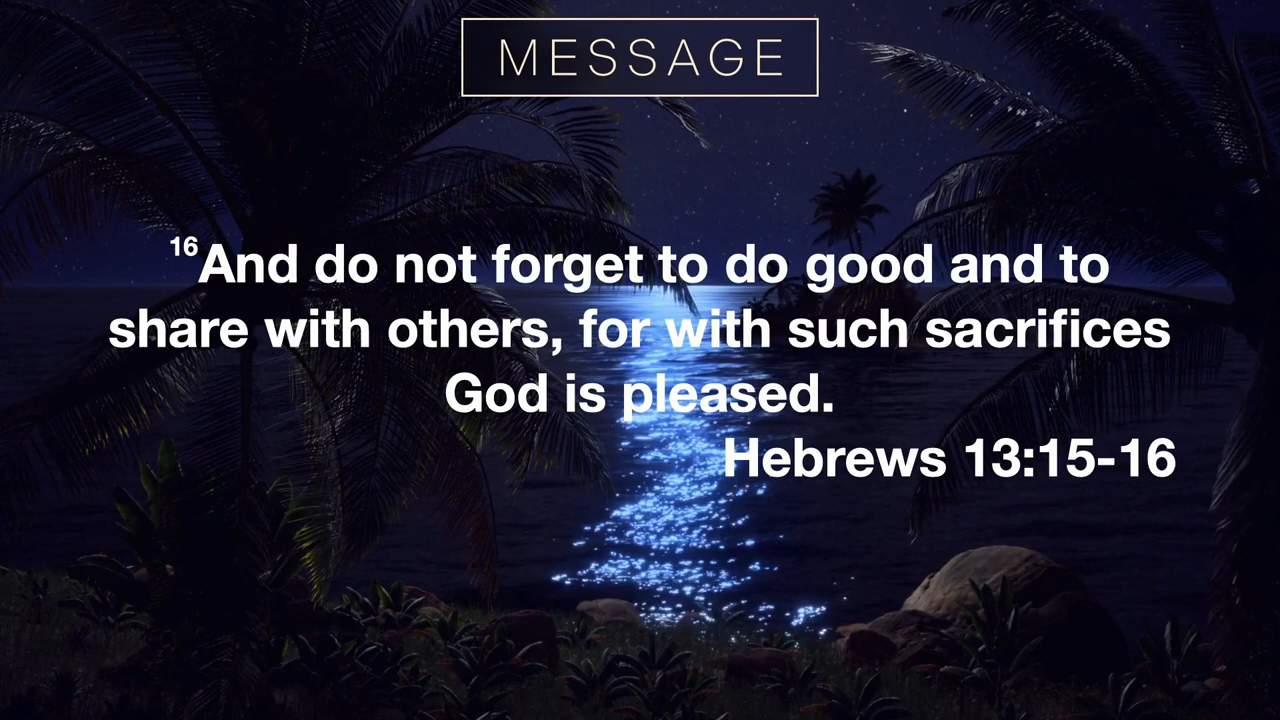 MESSAGE
16And do not forget to do good and to
share with others, for with such sacrifices
God is pleased.
Hebrews 13:15-16